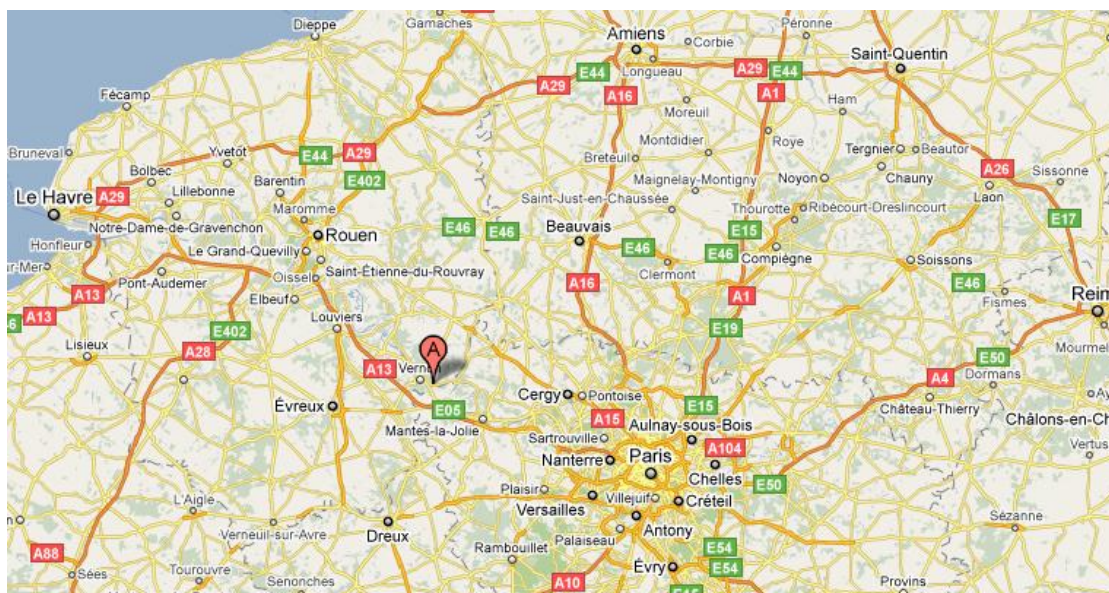 Dieppe
Gamaches
Amiens
Corbie
Péronne
Longueau
E44
A29
A29
E44
A1
Saint-Quentin
A16
Fécamp
Moreuil
Ham
Roye
Montdidier
Breteuil
Tergnier
Beautor
Bruneval
Yvetot
E44
A29
A26
Sissonne
Bolbec
E402
Barentin
Noyon
Chauny
Laon
Maignelay-Montigny
Lillebonne
A29
Le Havre
Maromme
Saint-Just-en-Chaussée
Thourotte
Ribécourt-Dreslincourt
E17
Notre-Dame-de-Gravenchon
Rouen
E46
E46
Beauvais
E15
Honfleur
Le Grand-Quevilly
E46
E46
Compiègne
Soissons
ur-Mer
Oissel
Saint-Étienne-du-Rouvray
Clermont
Pont-Audemer
A16
E46
A13
Elbeuf
A1
Fismes
Reim
A13
46
E402
Louviers
E19
Lisieux
A28
A
Mourmel
E50
A13
Vernon
A4
Dormans
Cergy
Pontoise
Ay
Évreux
E05
E15
Château-Thierry
A15
Aulnay-sous-Bois
Châlons-en-Ch
Mantes-la-Jolie
Sartrouville
A104
Vertus
Nanterre
Paris
Chelles
Plaisir
E50
L'Aigle
Villejuif
Créteil
Versailles
Sézanne
Dreux
Antony
Verneuil-sur-Avre
Palaiseau
A88
Rambouillet
E54
Sées
Tourouvre
Évry
E54
Senonches
A10
Provins
E15